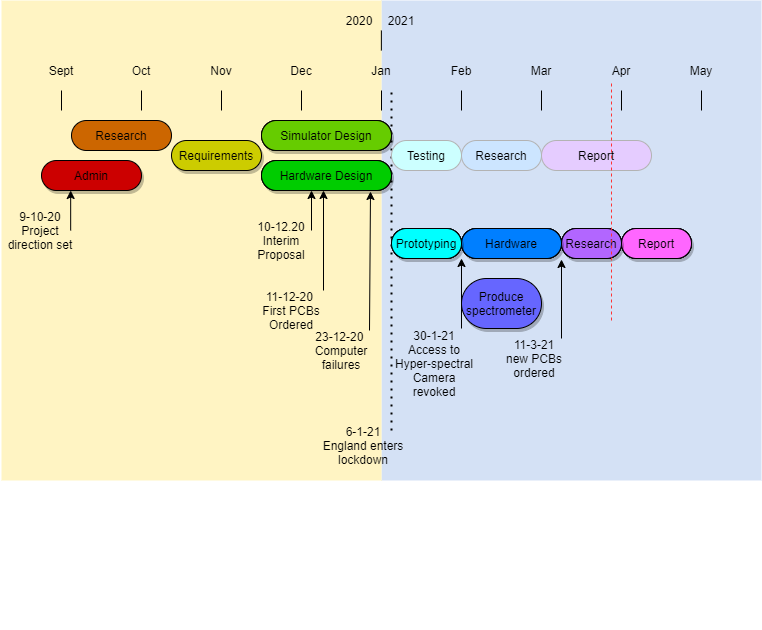 2020 2021
Sept Oct Nov Dec Jan Feb Mar Apr May
Research
Simulator Design
Requirements
Testing
Research
Report
Admin
Hardware Design
9-10-20
Project
direction set
10-12.20
Interim
Proposal
Prototyping
Hardware
Research
Report
11-12-20
First PCBs
Ordered
Produce
spectrometer
23-12-20
Computer
failures
30-1-21
Access to
Hyper-spectral
Camera
revoked
11-3-21
new PCBs
ordered
6-1-21
England enters
lockdown